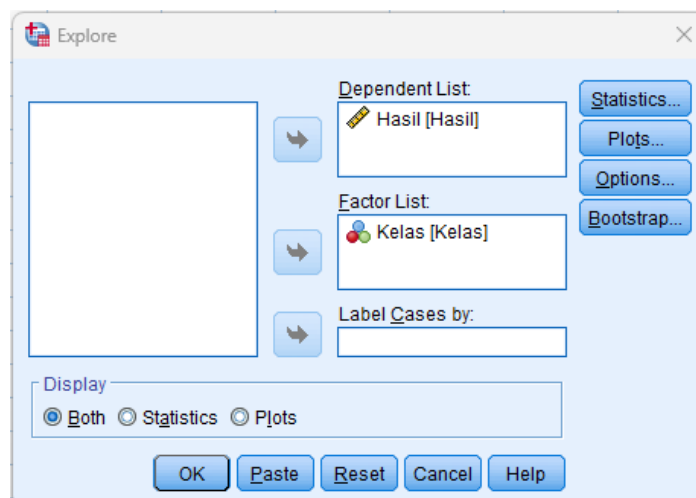 Explore
Dependent List:
Hasil [Hasil]
Statistics...
Plots...
Options...
Bootstrap...
Factor List:
Kelas [Kelas]
Label Cases by:
Display
Both Statistics Plots
OK Paste Reset Cancel Help